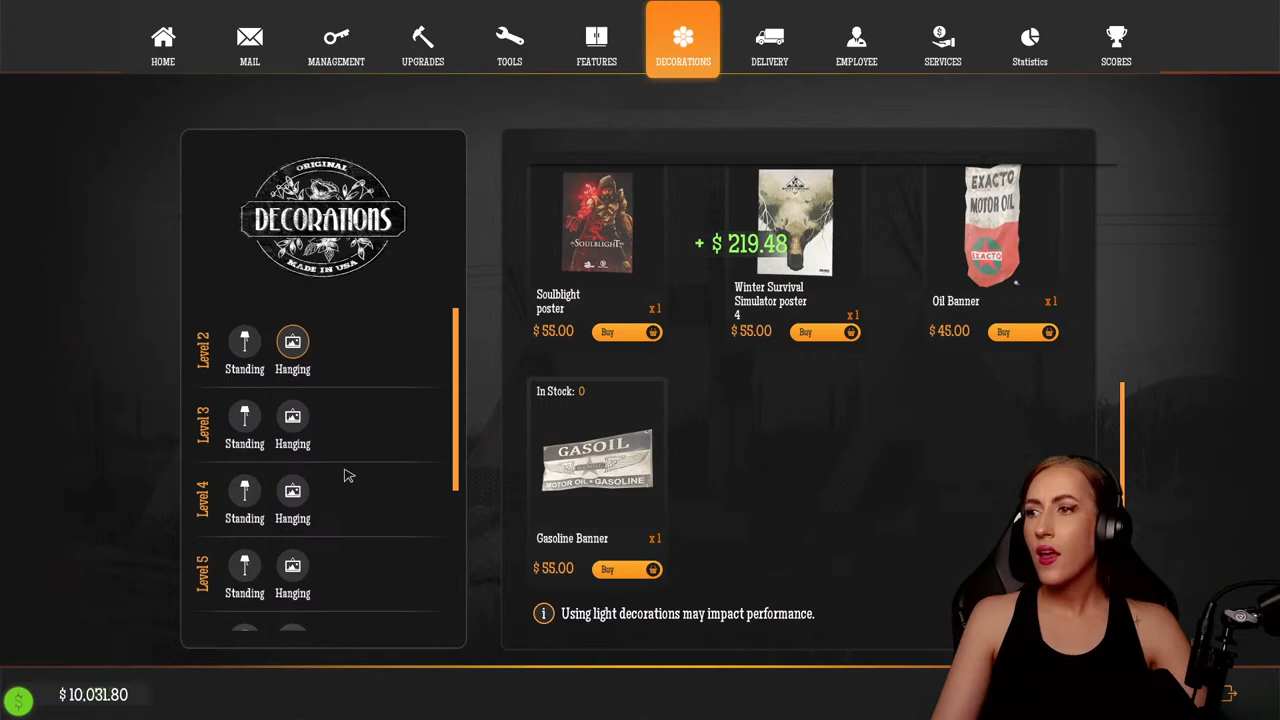 HOME
MAIL
MANAGEMENT
UPGRADES
TOOLS
FEATURES
DECORATIONS
DELIVERY
EMPLOYEE
SERVICES
Statistics
SCORES
ORIGINAL
DECORATIONS
MADE IN USA
Level 2
Standing
Hanging
Level 3
Standing
Hanging
Level 4
Standing
Hanging
Level 5
Standing
Hanging
SOULBLIGHT
+ $ 219.48
EXACTO
MOTOR OIL
EXACTO
Soulblight
poster
x1
$ 55.00
Buy
Winter Survival
Simulator poster
4
x1
$ 55.00
Buy
Oil Banner
x1
$ 45.00
Buy
In Stock: 0
GASOIL
MOTOR OIL • GASOLINE
Gasoline Banner
x1
$ 55.00
Buy
Using light decorations may impact performance.
$ 10,031.80